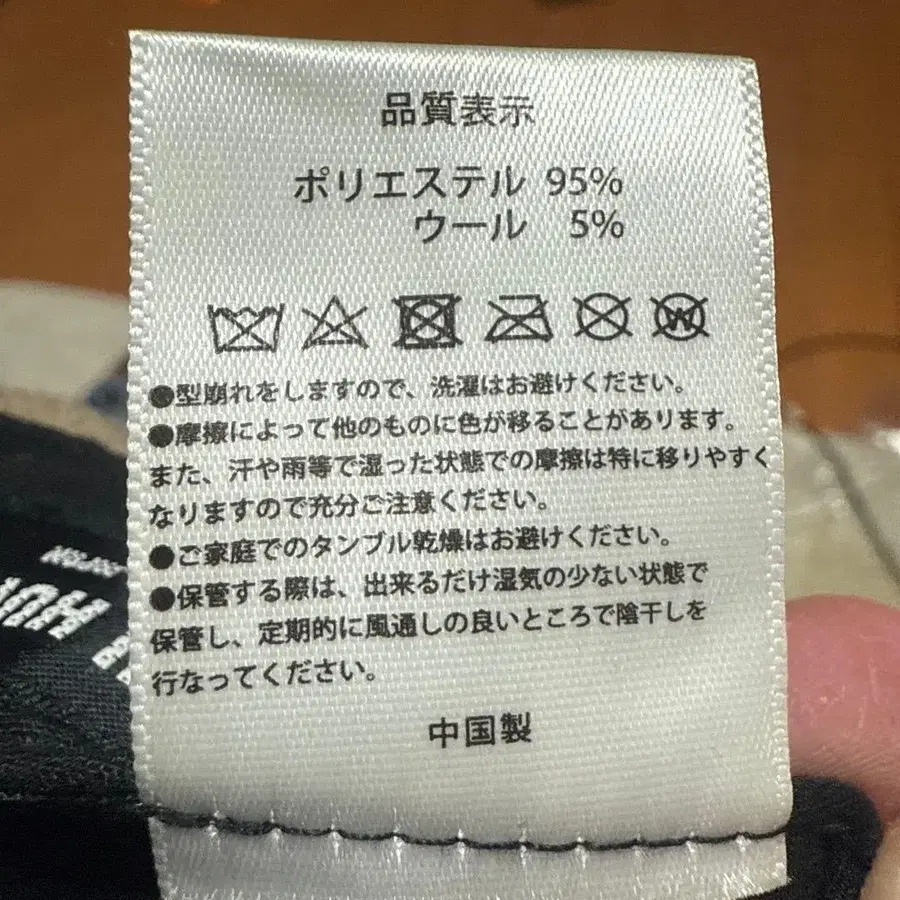 品質表示
ポリエステル 95%
ウール 5%
●型崩れをしますので、洗濯はお避けください。
●摩擦によって他のものに色が移ることがあります。
また、汗や雨等で湿った状態での摩擦は特に移りやすく
なりますので充分ご注意ください。
●ご家庭でのタンブル乾燥はお避けください。
●保管する際は、出来るだけ湿気の少ない状態で
保管し、定期的に風通しの良いところで陰干しを
行なってください。
中国製